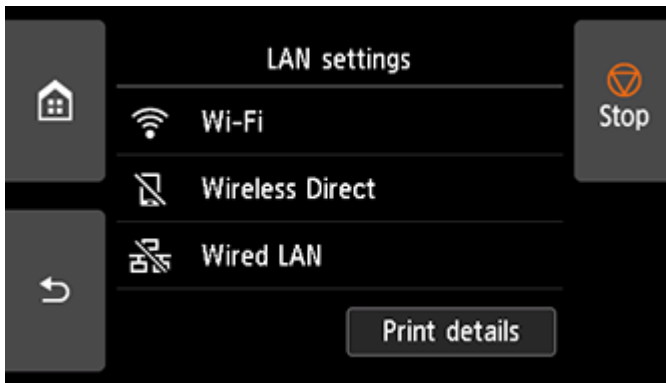 LAN settings
Stop
Wi-Fi
Wireless Direct
Wired LAN
Print details